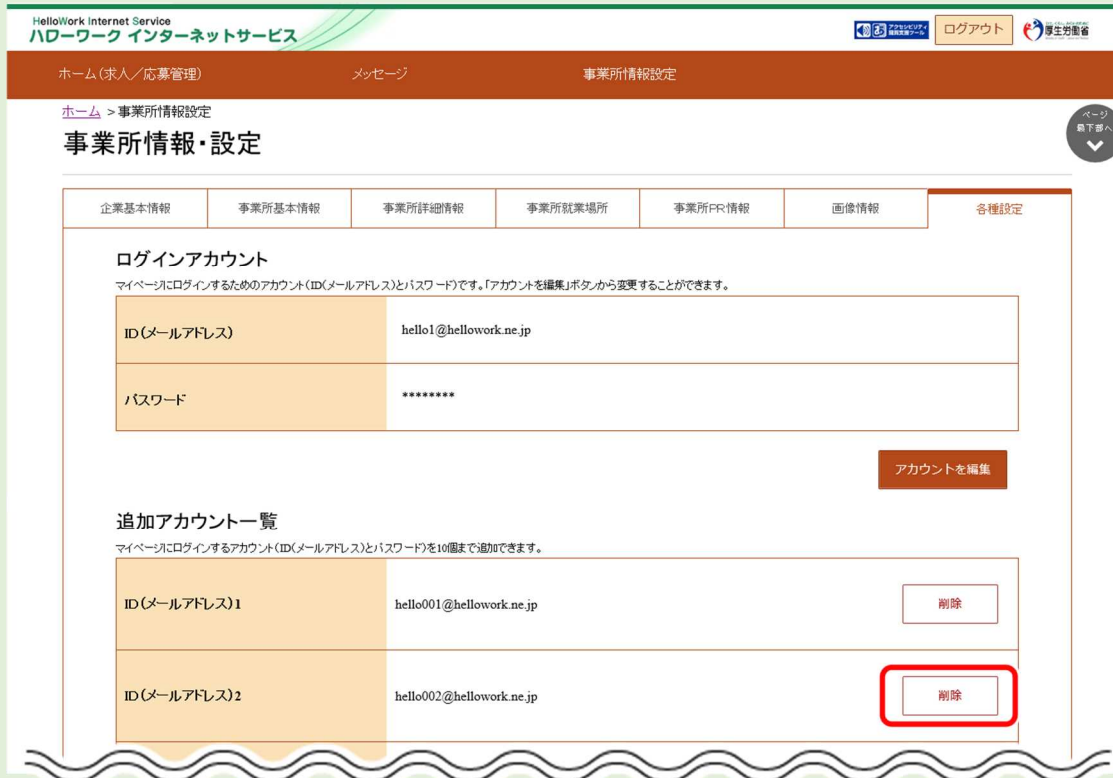 HelloWork Internet Service
ハローワーク インターネットサービス
ログアウト
厚生労働省
ホーム(求人／応募管理)
メッセージ
事業所情報設定
ホーム > 事業所情報設定
ページ
最下部へ
事業所情報・設定
企業基本情報
事業所基本情報
事業所詳細情報
事業所就業場所
事業所PR情報
画像情報
各種設定
ログインアカウント
マイページにログインするためのアカウント(ID(メールアドレス)とパスワード)です。「アカウントを編集」ボタンから変更することができます。
ID(メールアドレス)
hello1@hellowork.ne.jp
パスワード
********
アカウントを編集
追加アカウント一覧
マイページにログインするアカウント(ID(メールアドレス)とパスワード)を10個まで追加できます。
ID(メールアドレス)1
hello001@hellowork.ne.jp
削除
ID(メールアドレス)2
hello002@hellowork.ne.jp
削除